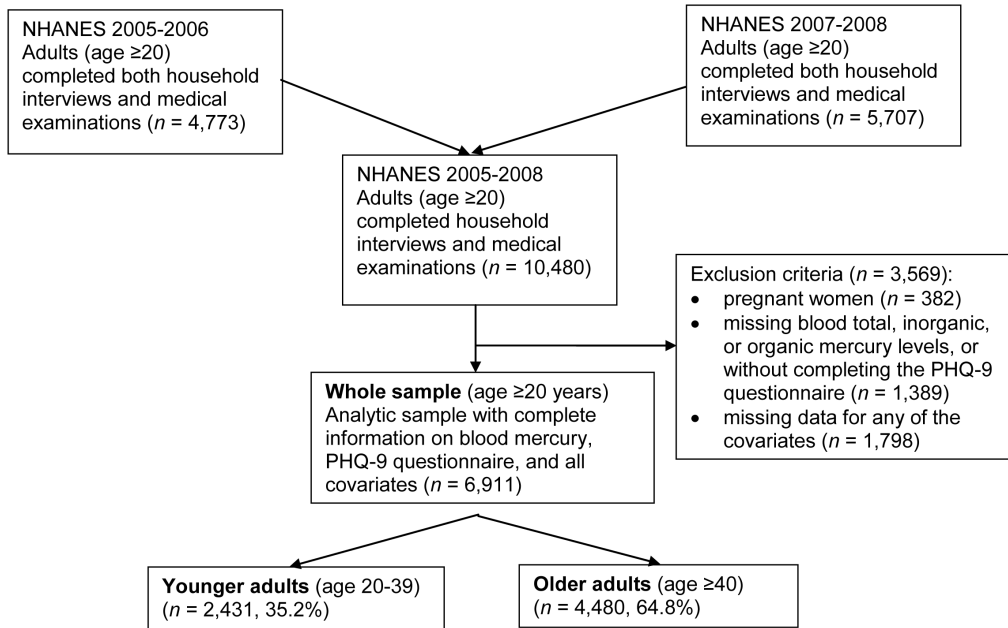 NHANES 2005-2006
Adults (age ≥20)
completed both household
interviews and medical
examinations (n = 4,773)
NHANES 2007-2008
Adults (age ≥20)
completed both household
interviews and medical
examinations (n = 5,707)
NHANES 2005-2008
Adults (age ≥20)
completed household
interviews and medical
examinations (n = 10,480)
Exclusion criteria (n = 3,569):
• pregnant women (n = 382)
• missing blood total, inorganic,
or organic mercury levels, or
without completing the PHQ-9
questionnaire (n = 1,389)
• missing data for any of the
covariates (n = 1,798)
Whole sample (age ≥20 years)
Analytic sample with complete
information on blood mercury,
PHQ-9 questionnaire, and all
covariates (n = 6,911)
Younger adults (age 20-39)
(n = 2,431, 35.2%)
Older adults (age ≥40)
(n = 4,480, 64.8%)